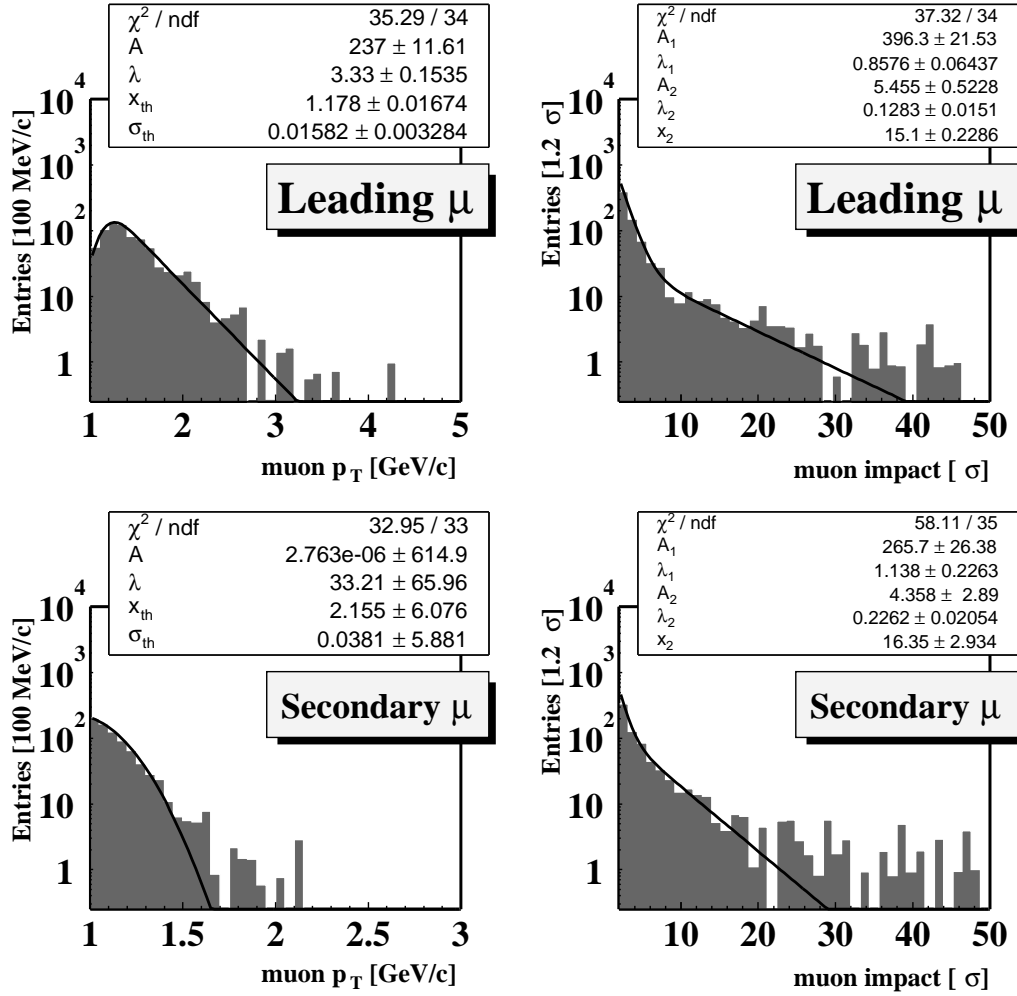 χ² / ndf 35.29 / 34
A 237 ± 11.61
λ 3.33 ± 0.1535
x_th 1.178 ± 0.01674
σ_th 0.01582 ± 0.003284
Leading μ
Entries [100 MeV/c]
10⁴
10³
10²
10
1
1 2 3 4 5
muon p_T [GeV/c]
χ² / ndf 37.32 / 34
A₁ 396.3 ± 21.53
λ₁ 0.8576 ± 0.06437
A₂ 5.455 ± 0.5228
λ₂ 0.1283 ± 0.0151
x₂ 15.1 ± 0.2286
Leading μ
Entries [1.2 σ]
10⁴
10³
10²
10
1
10 20 30 40 50
muon impact [ σ]
χ² / ndf 32.95 / 33
A 2.763e-06 ± 614.9
λ 33.21 ± 65.96
x_th 2.155 ± 6.076
σ_th 0.0381 ± 5.881
Secondary μ
Entries [100 MeV/c]
10⁴
10³
10²
10
1
1 1.5 2 2.5 3
muon p_T [GeV/c]
χ² / ndf 58.11 / 35
A₁ 265.7 ± 26.38
λ₁ 1.138 ± 0.2263
A₂ 4.358 ± 2.89
λ₂ 0.2262 ± 0.02054
x₂ 16.35 ± 2.934
Secondary μ
Entries [1.2 σ]
10⁴
10³
10²
10
1
10 20 30 40 50
muon impact [ σ]